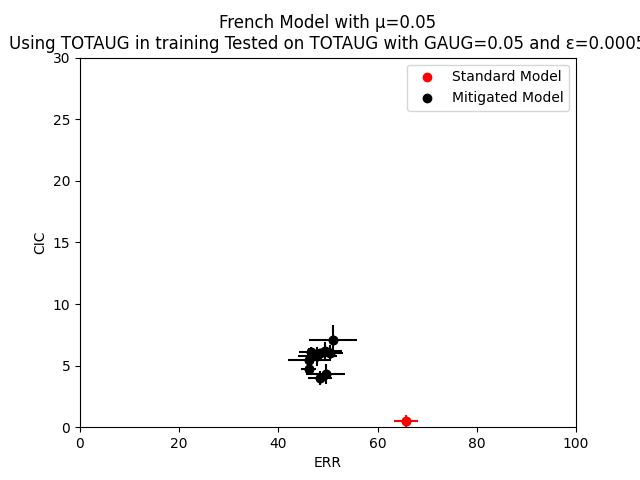 French Model with μ=0.05
Using TOTAUG in training Tested on TOTAUG with GAUG=0.05 and ε=0.0005
Standard Model
Mitigated Model
30
25
20
15
10
5
0
CIC
0 20 40 60 80 100
ERR